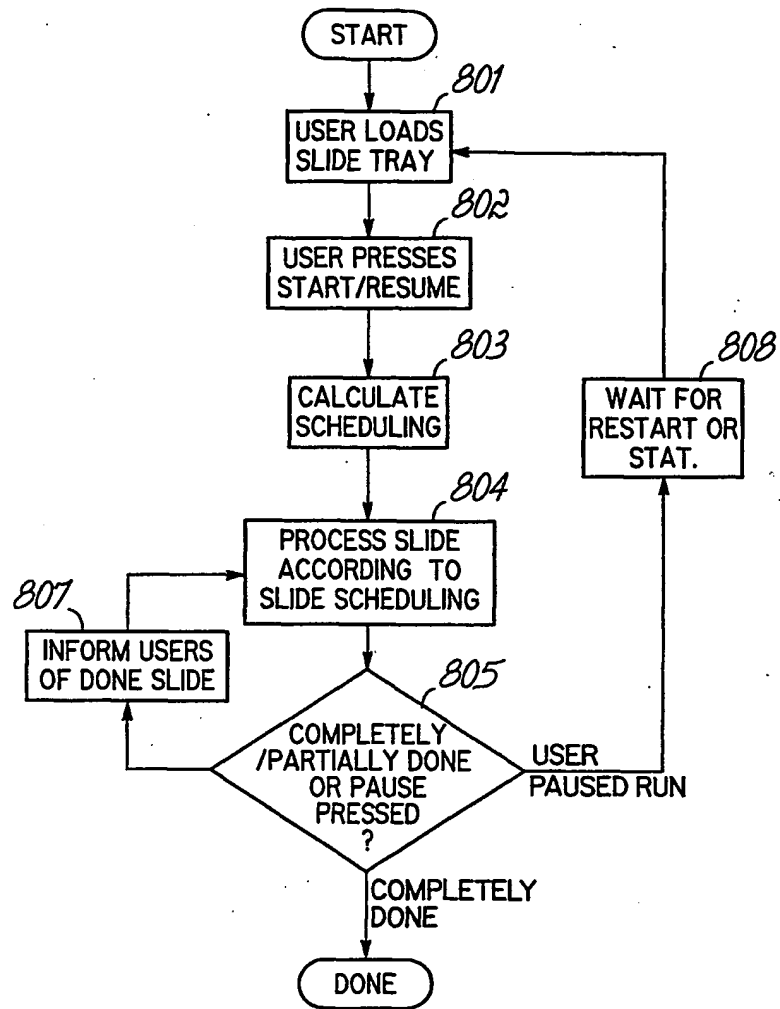 START
801
USER LOADS
SLIDE TRAY
802
USER PRESSES
START/RESUME
803
CALCULATE
SCHEDULING
808
WAIT FOR
RESTART OR
STAT.
804
PROCESS SLIDE
ACCORDING TO
SLIDE SCHEDULING
807
INFORM USERS
OF DONE SLIDE
805
COMPLETELY
/PARTIALLY DONE
OR PAUSE
PRESSED
?
USER
PAUSED RUN
COMPLETELY
DONE
DONE